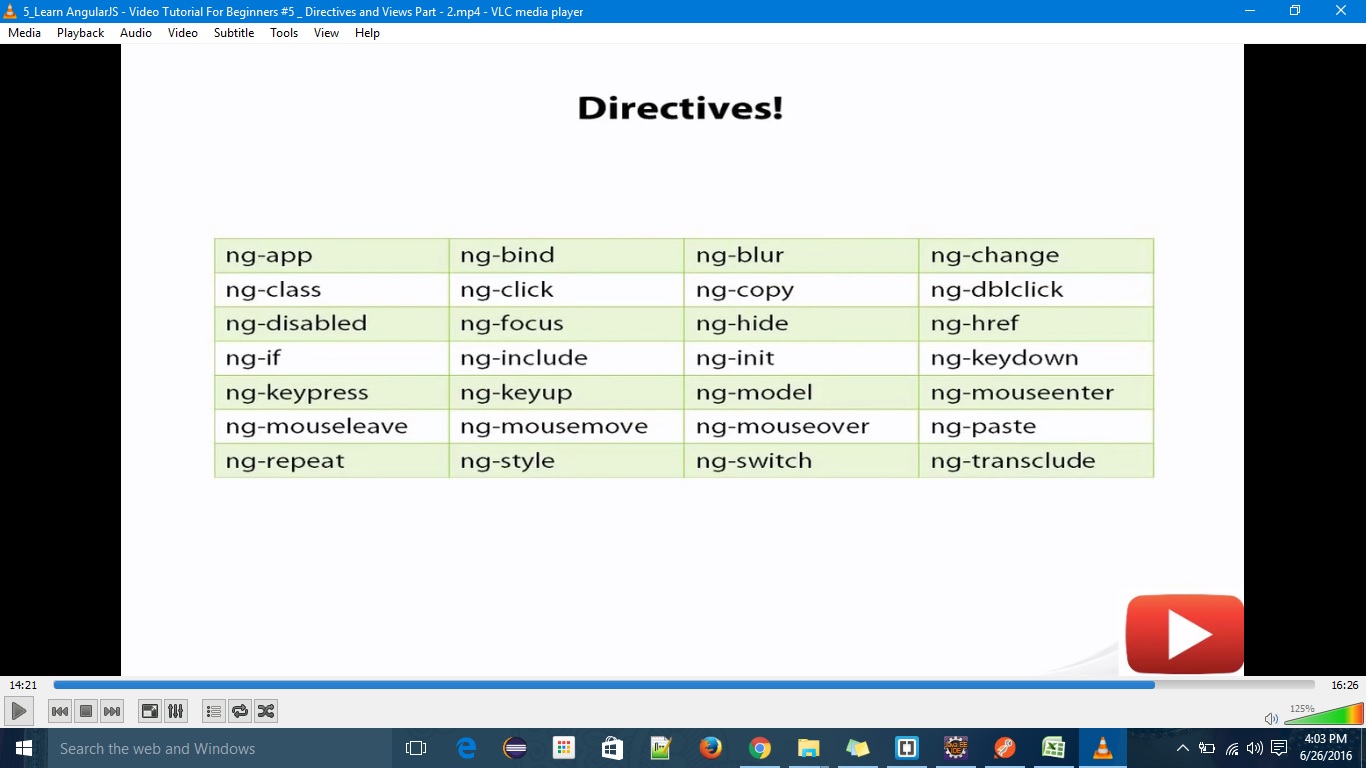 5_Learn AngularJS - Video Tutorial For Beginners #5 _ Directives and Views Part - 2.mp4 - VLC media player
Media Playback Audio Video Subtitle Tools View Help
Directives!
ng-app ng-bind ng-blur ng-change
ng-class ng-click ng-copy ng-dblclick
ng-disabled ng-focus ng-hide ng-href
ng-if ng-include ng-init ng-keydown
ng-keypress ng-keyup ng-model ng-mouseenter
ng-mouseleave ng-mousemove ng-mouseover ng-paste
ng-repeat ng-style ng-switch ng-transclude
14:21 16:26
125%
Search the web and Windows
4:03 PM
6/26/2016